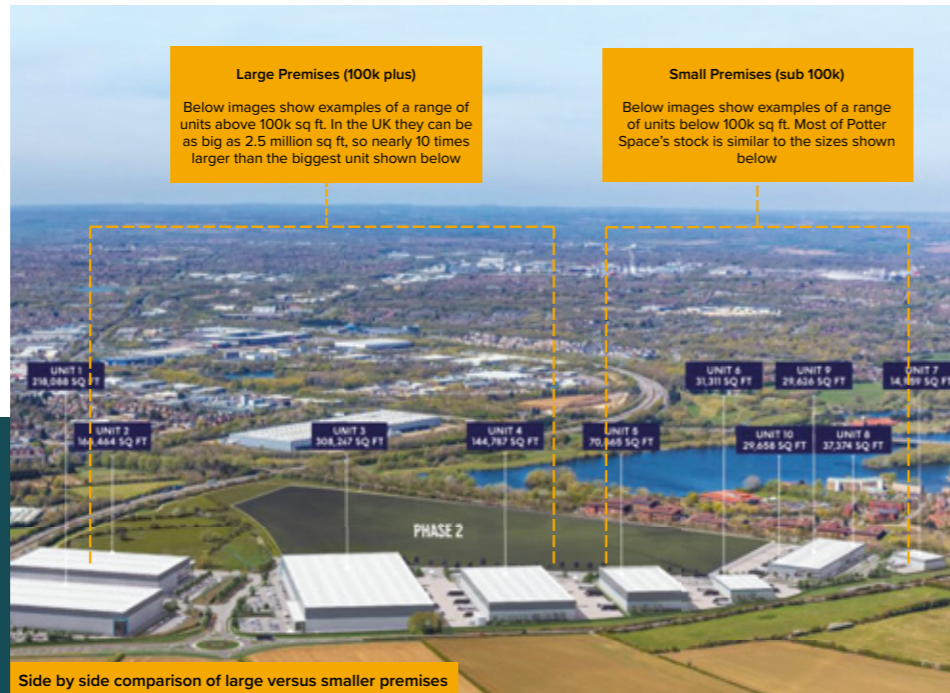 Large Premises (100k plus)
Below images show examples of a range of
units above 100k sq ft. In the UK they can be
as big as 2.5 million sq ft, so nearly 10 times
larger than the biggest unit shown below
Small Premises (sub 100k)
Below images show examples of a range
of units below 100k sq ft. Most of Potter
Space’s stock is similar to the sizes shown
below
UNIT 1
218,088 SQ FT
UNIT 2
SQ FT
UNIT 3
308,247 SQ FT
UNIT 4
144,787 SQ FT
UNIT 5
SQ FT
UNIT 6
31,311 SQ FT
UNIT 9
29,626 SQ FT
UNIT 7
SQ FT
UNIT 10
29,658 SQ FT
UNIT 8
37,374 SQ FT
PHASE 2
Side by side comparison of large versus smaller premises